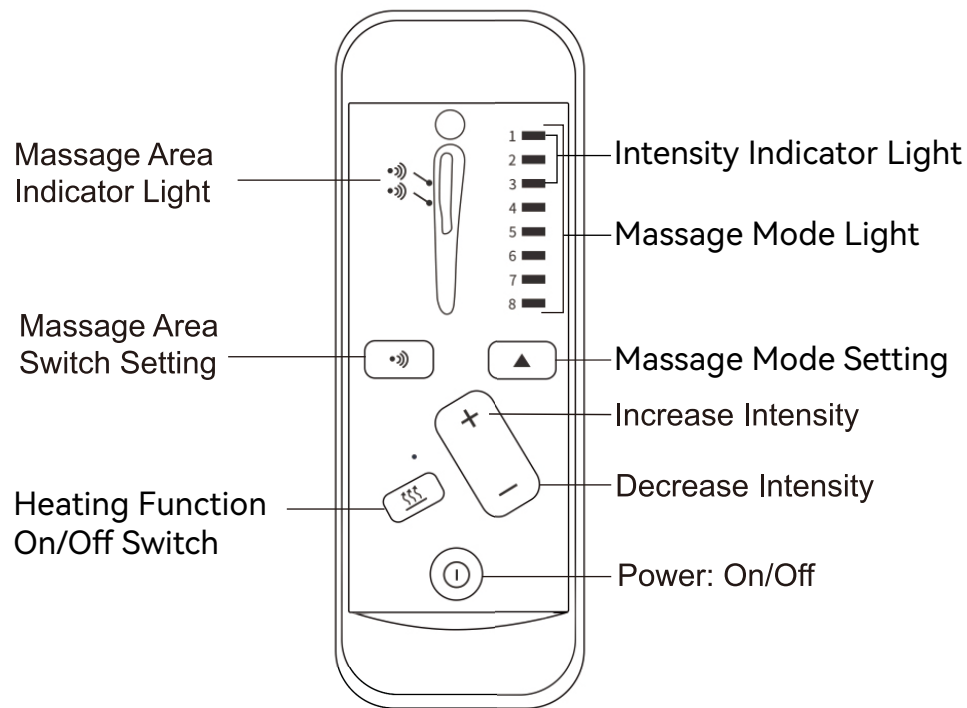 Massage Area
Indicator Light
1
2
3
4
5
6
7
8
Intensity Indicator Light
Massage Mode Light
Massage Area
Switch Setting
Massage Mode Setting
Increase Intensity
Decrease Intensity
Heating Function
On/Off Switch
Power: On/Off